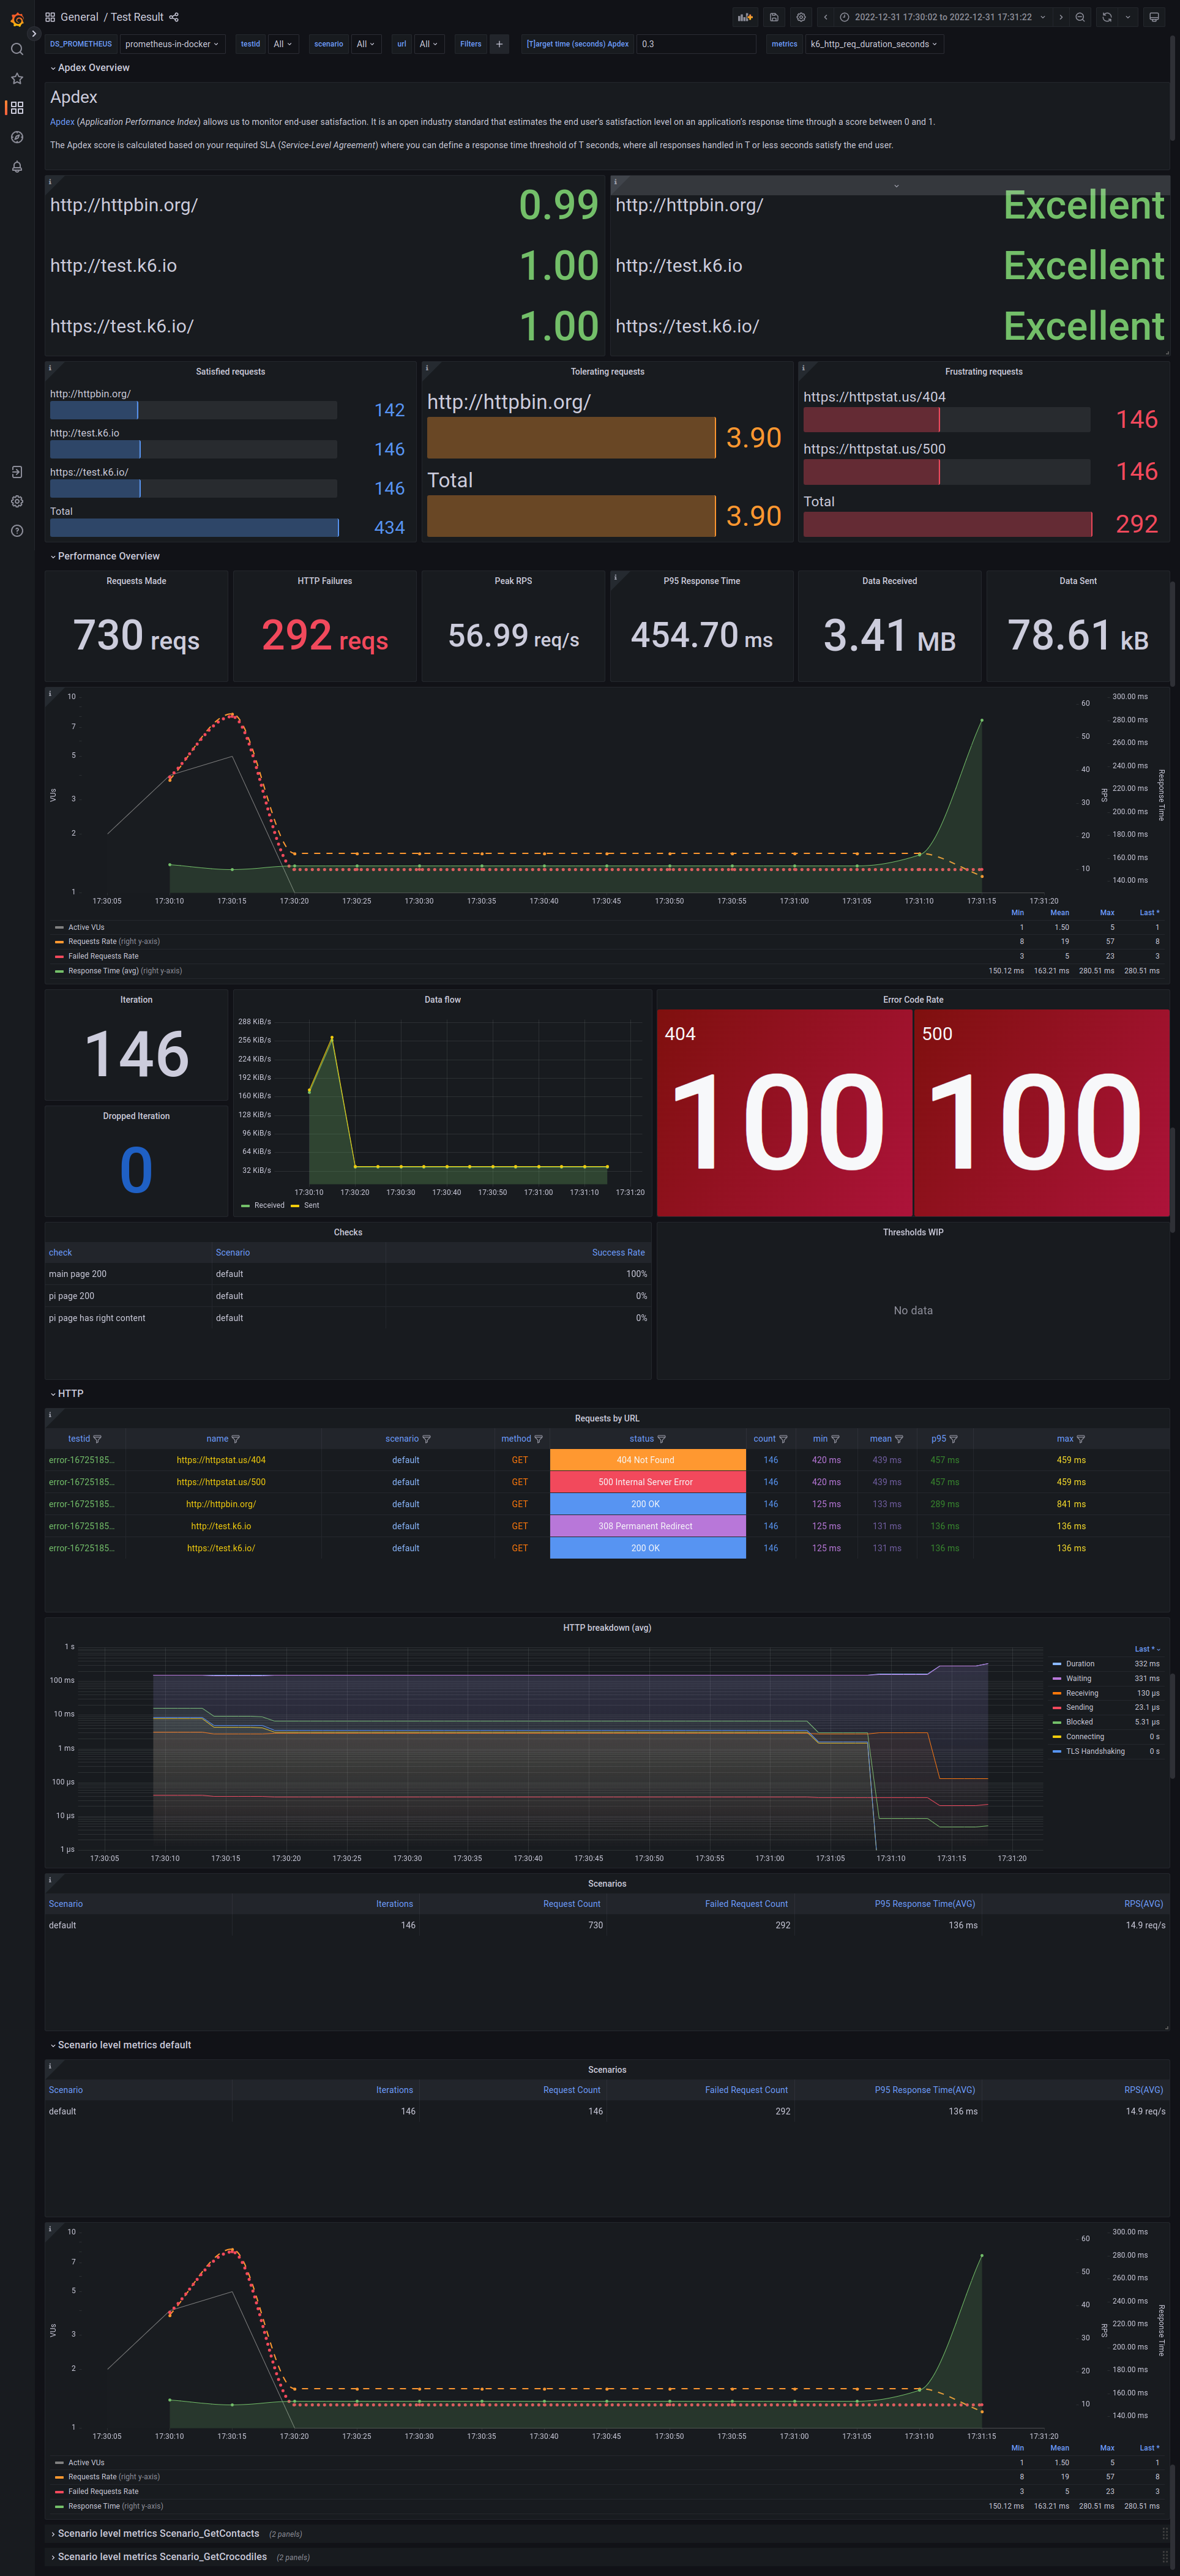 General / Test Result
2022-12-31 17:30:02 to 2022-12-31 17:31:22
DS_PROMETHEUS prometheus-in-docker testid All scenario All url All Filters + [T]arget time (seconds) Apdex 0.3 metrics k6_http_req_duration_seconds
Apdex Overview
Apdex
Apdex (Application Performance Index) allows us to monitor end-user satisfaction. It is an open industry standard that estimates the end user's satisfaction level on an application's response time through a score between 0 and 1.
The Apdex score is calculated based on your required SLA (Service-Level Agreement) where you can define a response time threshold of T seconds, where all responses handled in T or less seconds satisfy the end user.
http://httpbin.org/ 0.99
http://test.k6.io 1.00
https://test.k6.io/ 1.00
http://httpbin.org/ Excellent
http://test.k6.io Excellent
https://test.k6.io/ Excellent
Satisfied requests
http://httpbin.org/
142
http://test.k6.io
146
https://test.k6.io/
146
Total
434
Tolerating requests
http://httpbin.org/
3.90
Total
3.90
Frustrating requests
https://httpstat.us/404
146
https://httpstat.us/500
146
Total
292
Performance Overview
Requests Made
730 reqs
HTTP Failures
292 reqs
Peak RPS
56.99 req/s
P95 Response Time
454.70 ms
Data Received
3.41 MB
Data Sent
78.61 kB
10
7
5
3
2
1
VUs
60
50
40
30
20
10
RPS
300.00 ms
280.00 ms
260.00 ms
240.00 ms
220.00 ms
200.00 ms
180.00 ms
160.00 ms
140.00 ms
Response Time
17:30:05 17:30:10 17:30:15 17:30:20 17:30:25 17:30:30 17:30:35 17:30:40 17:30:45 17:30:50 17:30:55 17:31:00 17:31:05 17:31:10 17:31:15 17:31:20
Min Mean Max Last *
Active VUs 1 1.50 5 1
Requests Rate (right y-axis) 8 19 57 8
Failed Requests Rate 3 5 23 3
Response Time (avg) (right y-axis) 150.12 ms 163.21 ms 280.51 ms 280.51 ms
Iteration
146
Dropped Iteration
0
Data flow
288 KiB/s
256 KiB/s
224 KiB/s
192 KiB/s
160 KiB/s
128 KiB/s
96 KiB/s
64 KiB/s
32 KiB/s
17:30:10 17:30:20 17:30:30 17:30:40 17:30:50 17:31:00 17:31:10 17:31:20
Received Sent
Error Code Rate
404
100
500
100
Checks
check Scenario Success Rate
main page 200 default 100%
pi page 200 default 0%
pi page has right content default 0%
Thresholds WIP
No data
HTTP
Requests by URL
testid name scenario method status count min mean p95 max
error-16725185... https://httpstat.us/404 default GET 404 Not Found 146 420 ms 439 ms 457 ms 459 ms
error-16725185... https://httpstat.us/500 default GET 500 Internal Server Error 146 420 ms 439 ms 457 ms 459 ms
error-16725185... http://httpbin.org/ default GET 200 OK 146 125 ms 133 ms 289 ms 841 ms
error-16725185... http://test.k6.io default GET 308 Permanent Redirect 146 125 ms 131 ms 136 ms 136 ms
error-16725185... https://test.k6.io/ default GET 200 OK 146 125 ms 131 ms 136 ms 136 ms
HTTP breakdown (avg)
1 s
100 ms
10 ms
1 ms
100 µs
10 µs
1 µs
17:30:05 17:30:10 17:30:15 17:30:20 17:30:25 17:30:30 17:30:35 17:30:40 17:30:45 17:30:50 17:30:55 17:31:00 17:31:05 17:31:10 17:31:15 17:31:20
Last *
Duration 332 ms
Waiting 331 ms
Receiving 130 µs
Sending 23.1 µs
Blocked 5.31 µs
Connecting 0 s
TLS Handshaking 0 s
Scenarios
Scenario Iterations Request Count Failed Request Count P95 Response Time(AVG) RPS(AVG)
default 146 730 292 136 ms 14.9 req/s
Scenario level metrics default
Scenarios
Scenario Iterations Request Count Failed Request Count P95 Response Time(AVG) RPS(AVG)
default 146 146 292 136 ms 14.9 req/s
10
7
5
3
2
1
VUs
60
50
40
30
20
10
RPS
300.00 ms
280.00 ms
260.00 ms
240.00 ms
220.00 ms
200.00 ms
180.00 ms
160.00 ms
140.00 ms
Response Time
17:30:05 17:30:10 17:30:15 17:30:20 17:30:25 17:30:30 17:30:35 17:30:40 17:30:45 17:30:50 17:30:55 17:31:00 17:31:05 17:31:10 17:31:15 17:31:20
Min Mean Max Last *
Active VUs 1 1.50 5 1
Requests Rate (right y-axis) 8 19 57 8
Failed Requests Rate 3 5 23 3
Response Time (right y-axis) 150.12 ms 163.21 ms 280.51 ms 280.51 ms
Scenario level metrics Scenario_GetContacts (2 panels)
Scenario level metrics Scenario_GetCrocodiles (2 panels)